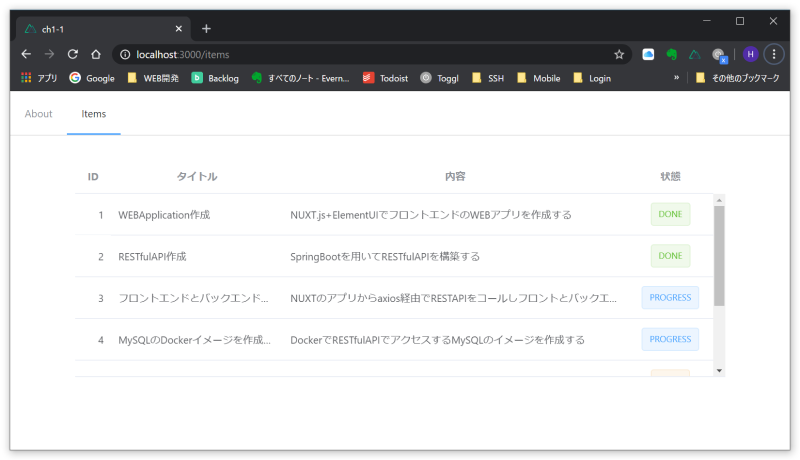 ch1-1
localhost:3000/items
アプリ Google WEB開発 Backlog すべてのノート - Evern... Todoist Toggl SSH Mobile Login » その他のブックマーク
About Items
ID タイトル 内容 状態
1 WEBApplication作成 NUXT.js+ElementUIでフロントエンドのWEBアプリを作成する DONE
2 RESTfulAPI作成 SpringBootを用いてRESTfulAPIを構築する DONE
3 フロントエンドとバックエンド... NUXTのアプリからaxios経由でRESTAPIをコールしフロントとバックエ... PROGRESS
4 MySQLのDockerイメージを作成... DockerでRESTfulAPIでアクセスするMySQLのイメージを作成する PROGRESS